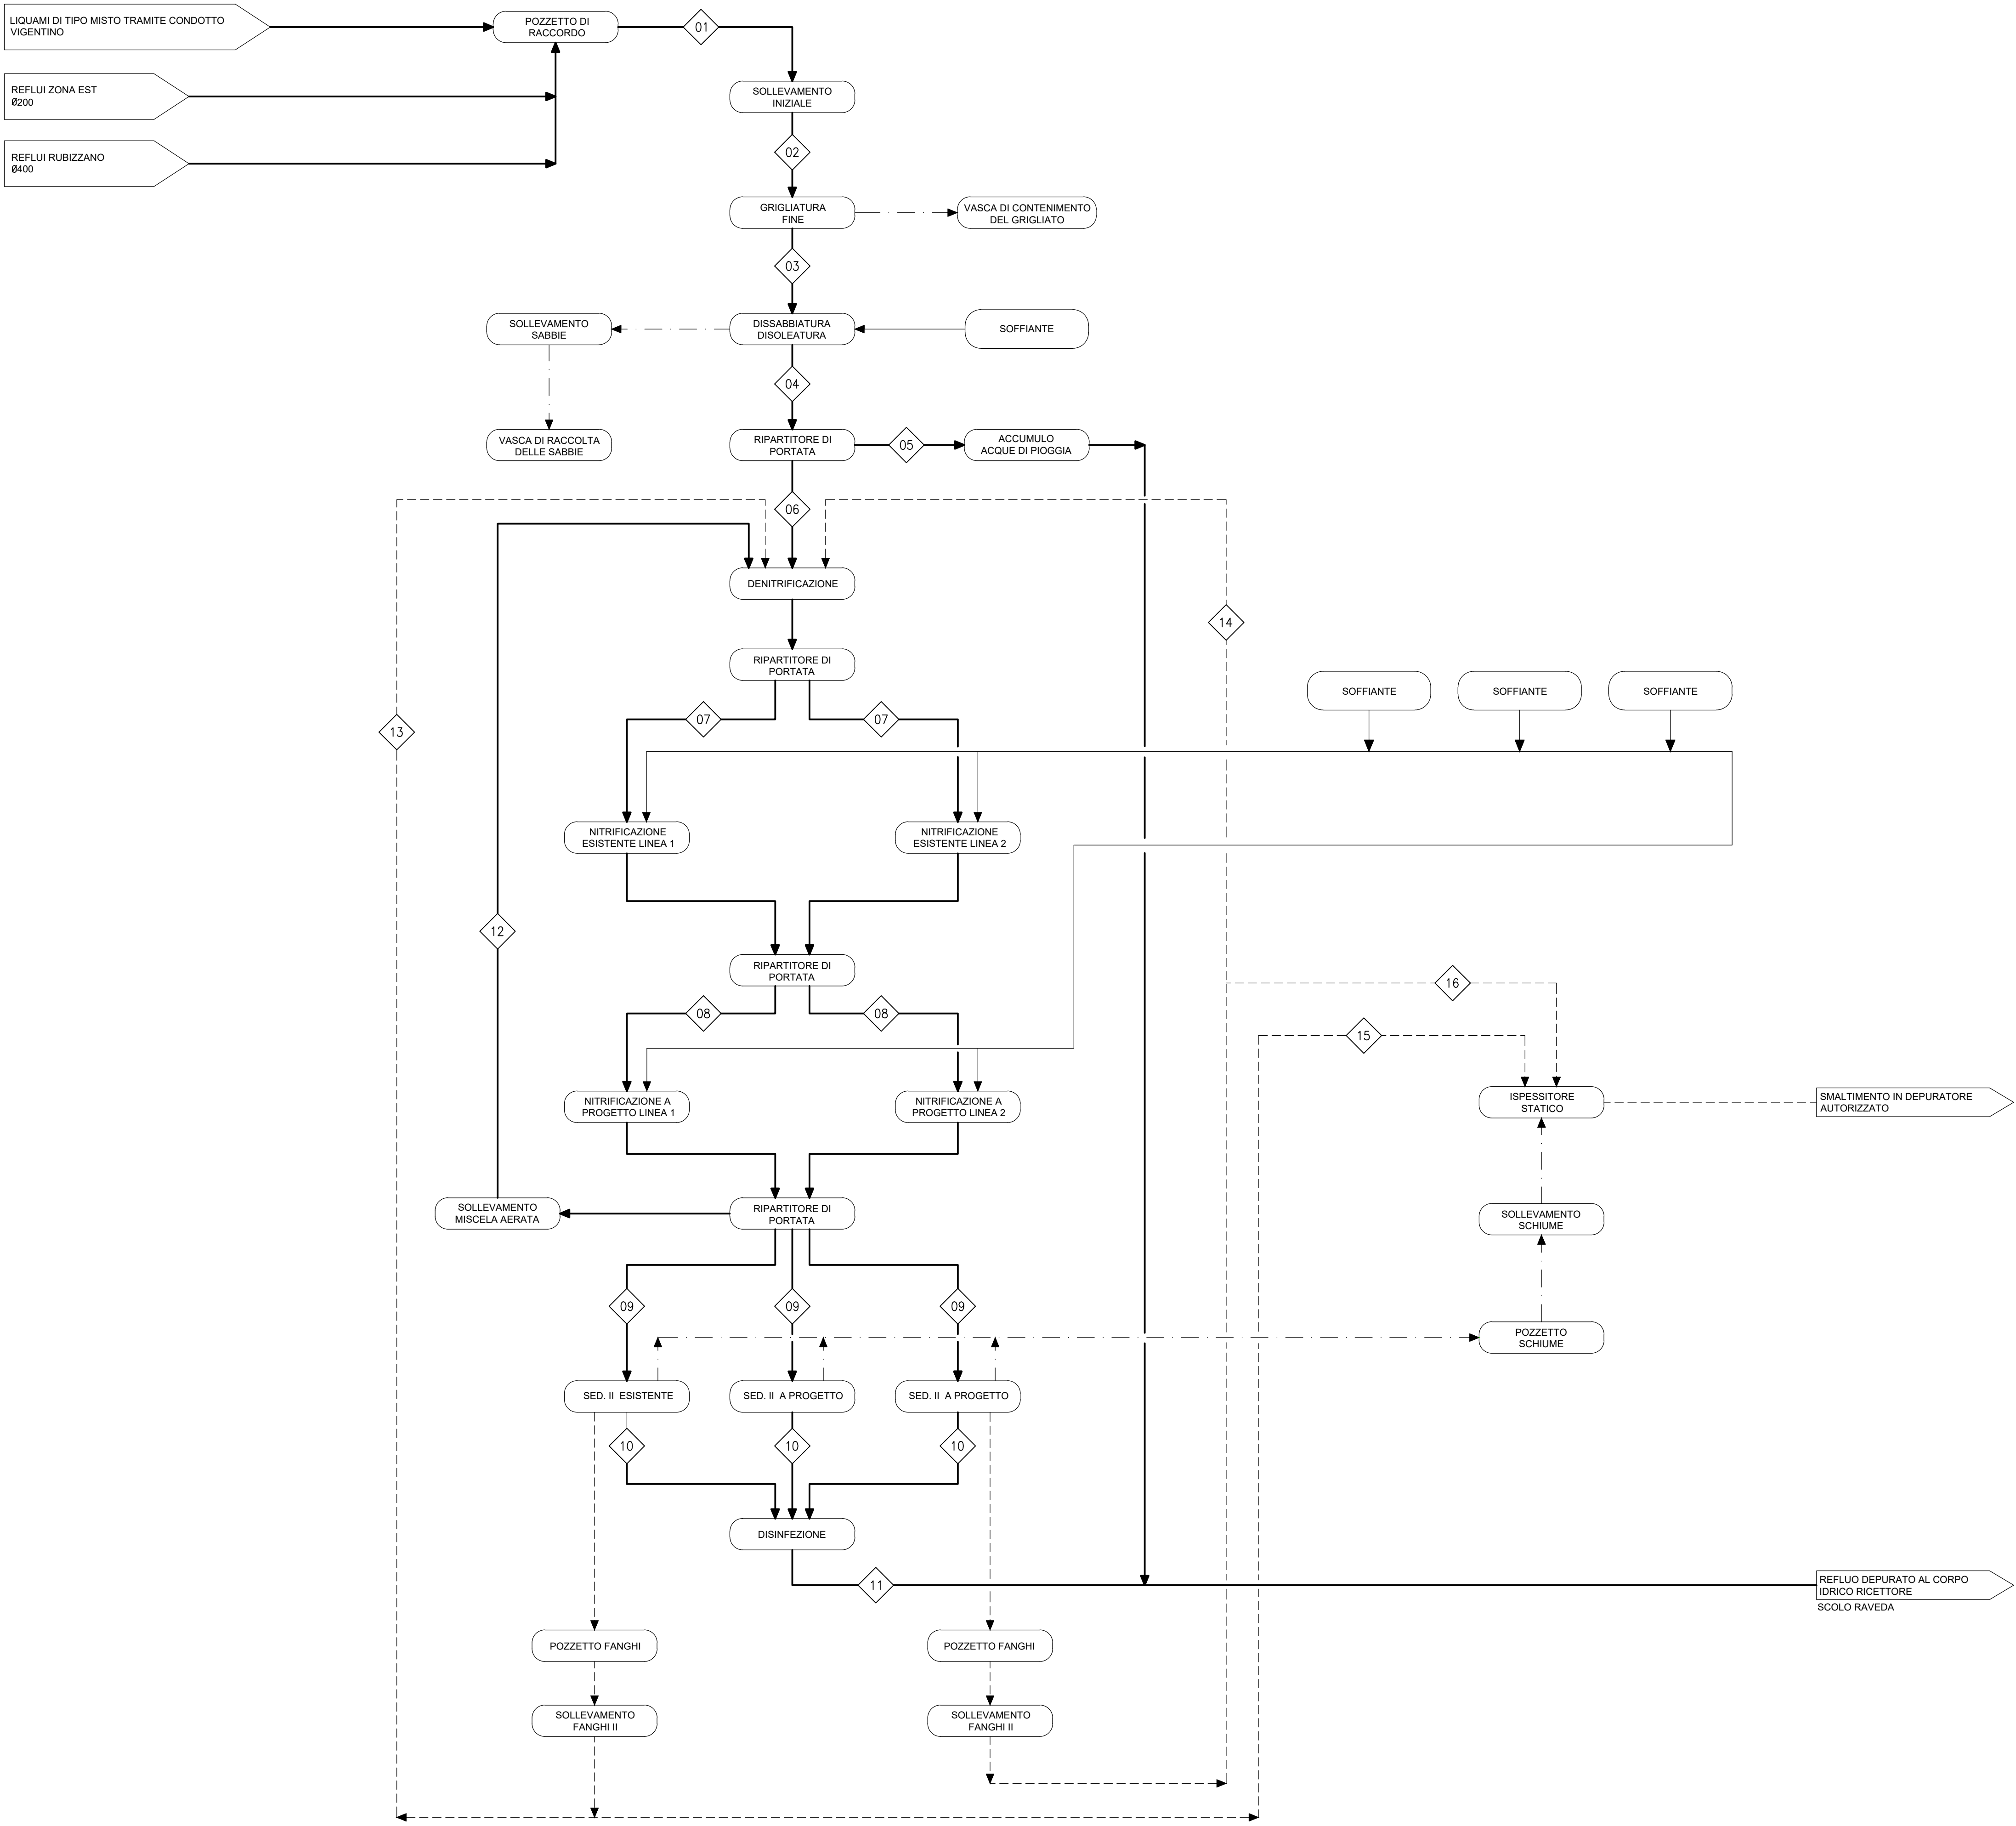 LIQUAMI DI TIPO MISTO TRAMITE CONDOTTO
VIGENTINO
POZZETTO DI
RACCORDO
01
REFLUI ZONA EST
Ø200
SOLLEVAMENTO
INIZIALE
REFLUI RUBIZZANO
Ø400
02
GRIGLIATURA
FINE
VASCA DI CONTENIMENTO
DEL GRIGLIATO
03
SOLLEVAMENTO
SABBIE
DISSABBIATURA
DISOLEATURA
SOFFIANTE
04
VASCA DI RACCOLTA
DELLE SABBIE
RIPARTITORE DI
PORTATA
05
ACCUMULO
ACQUE DI PIOGGIA
06
DENITRIFICAZIONE
14
RIPARTITORE DI
PORTATA
SOFFIANTE
SOFFIANTE
SOFFIANTE
07
07
13
NITRIFICAZIONE
ESISTENTE LINEA 1
NITRIFICAZIONE
ESISTENTE LINEA 2
12
RIPARTITORE DI
PORTATA
16
08
08
15
NITRIFICAZIONE A
PROGETTO LINEA 1
NITRIFICAZIONE A
PROGETTO LINEA 2
ISPESSITORE
STATICO
SMALTIMENTO IN DEPURATORE
AUTORIZZATO
SOLLEVAMENTO
MISCELA AERATA
RIPARTITORE DI
PORTATA
SOLLEVAMENTO
SCHIUME
09
09
09
POZZETTO
SCHIUME
SED. II ESISTENTE
SED. II A PROGETTO
SED. II A PROGETTO
10
10
10
DISINFEZIONE
11
REFLUO DEPURATO AL CORPO
IDRICO RICETTORE
SCOLO RAVEDA
POZZETTO FANGHI
POZZETTO FANGHI
SOLLEVAMENTO
FANGHI II
SOLLEVAMENTO
FANGHI II